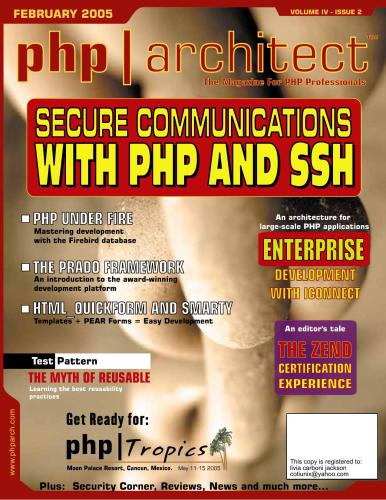 FEBRUARY 2005
VOLUME IV - ISSUE 2
php|architect™
The Magazine For PHP Professionals
SECURE COMMUNICATIONS
WITH PHP AND SSH
PHP UNDER FIRE
Mastering development
with the Firebird database
THE PRADO FRAMEWORK
An introduction to the award-winning
development platform
HTML_QUICKFORM AND SMARTY
Templates + PEAR Forms = Easy Development
An architecture for
large-scale PHP applications
ENTERPRISE
DEVELOPMENT
WITH ICONNECT
An editor's tale
THE ZEND
CERTIFICATION
EXPERIENCE
Test Pattern
THE MYTH OF REUSABLE
Learning the best reusability
practices
Get Ready for:
php|Tropics
Moon Palace Resort, Cancun, Mexico. May 11-15 2005
This copy is registered to:
livia carboni jackson
cotiunix@yahoo.com
www.phparch.com
Plus: Security Corner, Reviews, News and much more...